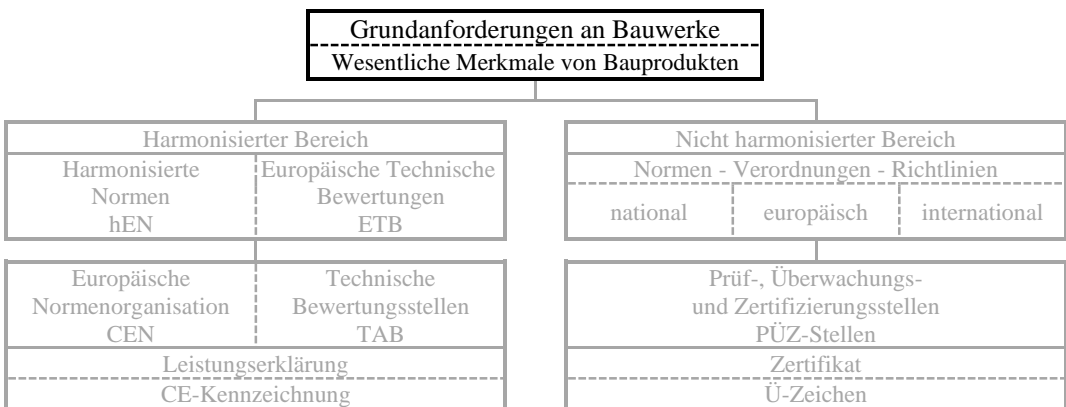 Grundanforderungen an Bauwerke
Wesentliche Merkmale von Bauprodukten
Harmonisierter Bereich
Harmonisierte
Normen
hEN
Europäische Technische
Bewertungen
ETB
Europäische
Normenorganisation
CEN
Technische
Bewertungsstellen
TAB
Leistungserklärung
CE-Kennzeichnung
Nicht harmonisierter Bereich
Normen - Verordnungen - Richtlinien
national
europäisch
international
Prüf-, Überwachungs-
und Zertifizierungsstellen
PÜZ-Stellen
Zertifikat
Ü-Zeichen